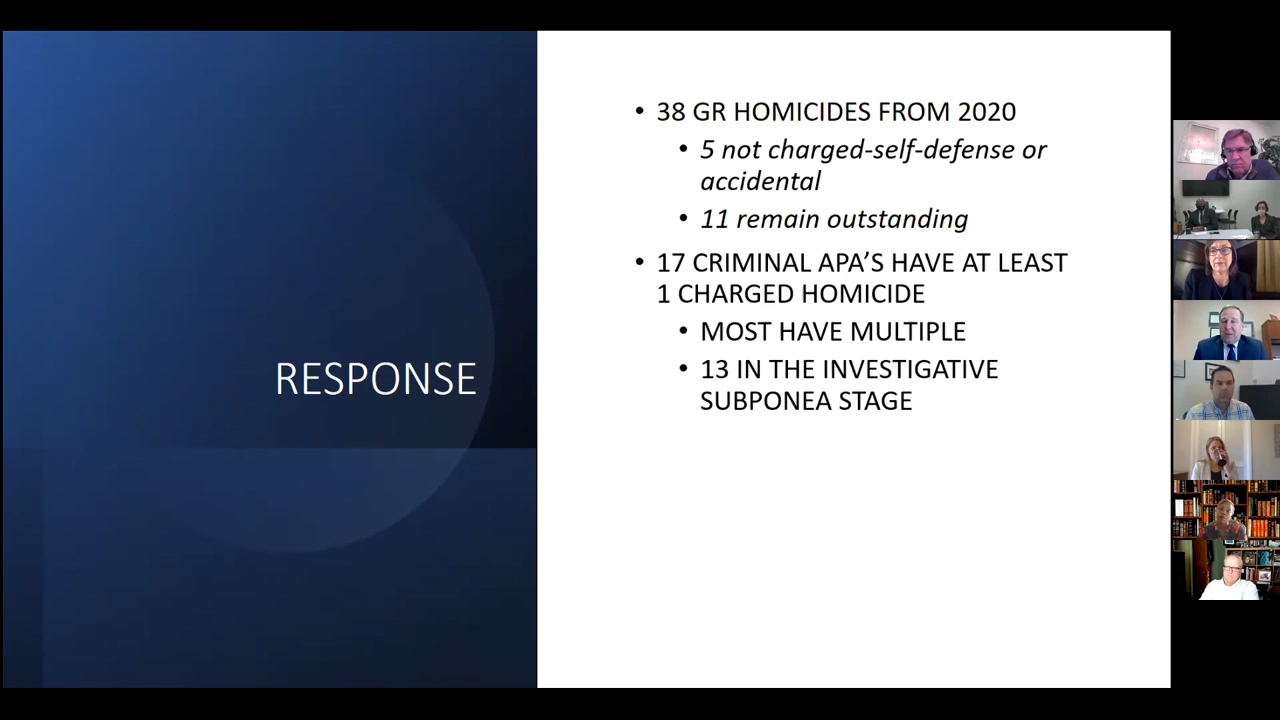 RESPONSE
• 38 GR HOMICIDES FROM 2020
• 5 not charged-self-defense or
accidental
• 11 remain outstanding
• 17 CRIMINAL APA’S HAVE AT LEAST
1 CHARGED HOMICIDE
• MOST HAVE MULTIPLE
• 13 IN THE INVESTIGATIVE
SUBPONEA STAGE